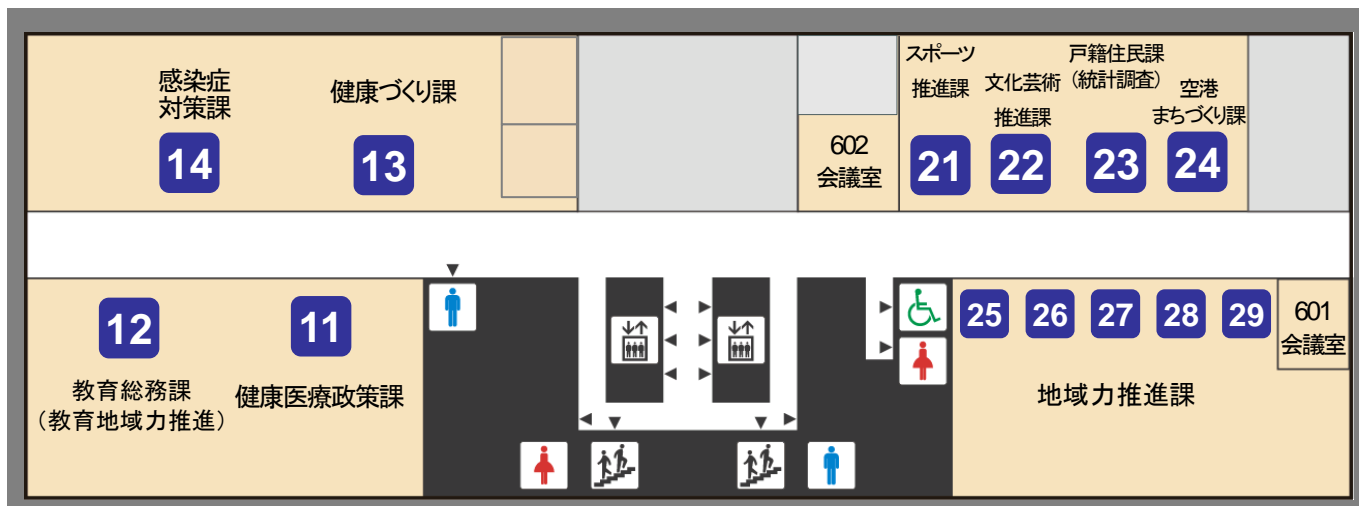 感染症
対策課
14
健康づくり課
13
602
会議室
スポーツ
推進課
21
文化芸術
推進課
22
戸籍住民課
(統計調査)
23
空港
まちづくり課
24
12
教育総務課
(教育地域力推進)
11
健康医療政策課
25 26 27 28 29
地域力推進課
601
会議室